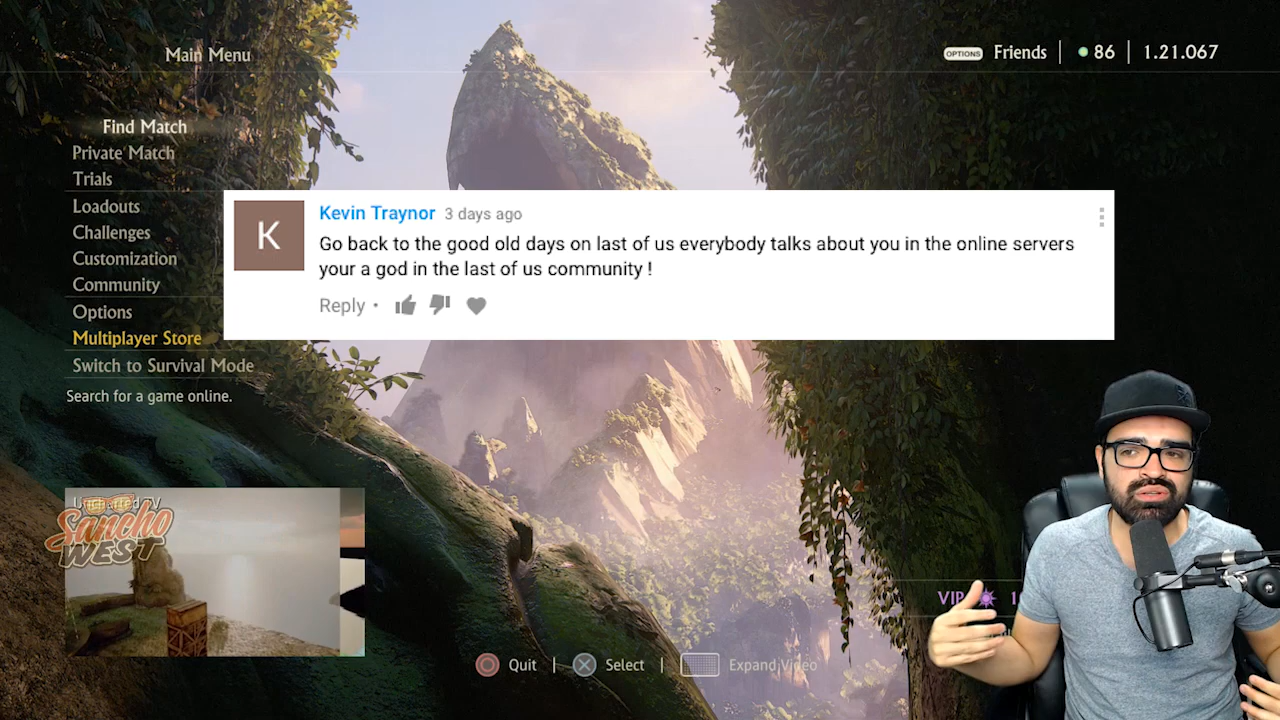 Main Menu
OPTIONS Friends 86 1.21.067
Find Match
Private Match
Trials
Loadouts
Challenges
Customization
Community
Options
Multiplayer Store
Switch to Survival Mode
Search for a game online.
K
Kevin Traynor 3 days ago
Go back to the good old days on last of us everybody talks about you in the online servers
your a god in the last of us community !
Reply
Sancho
WEST
VIP
Quit Select Expand Video